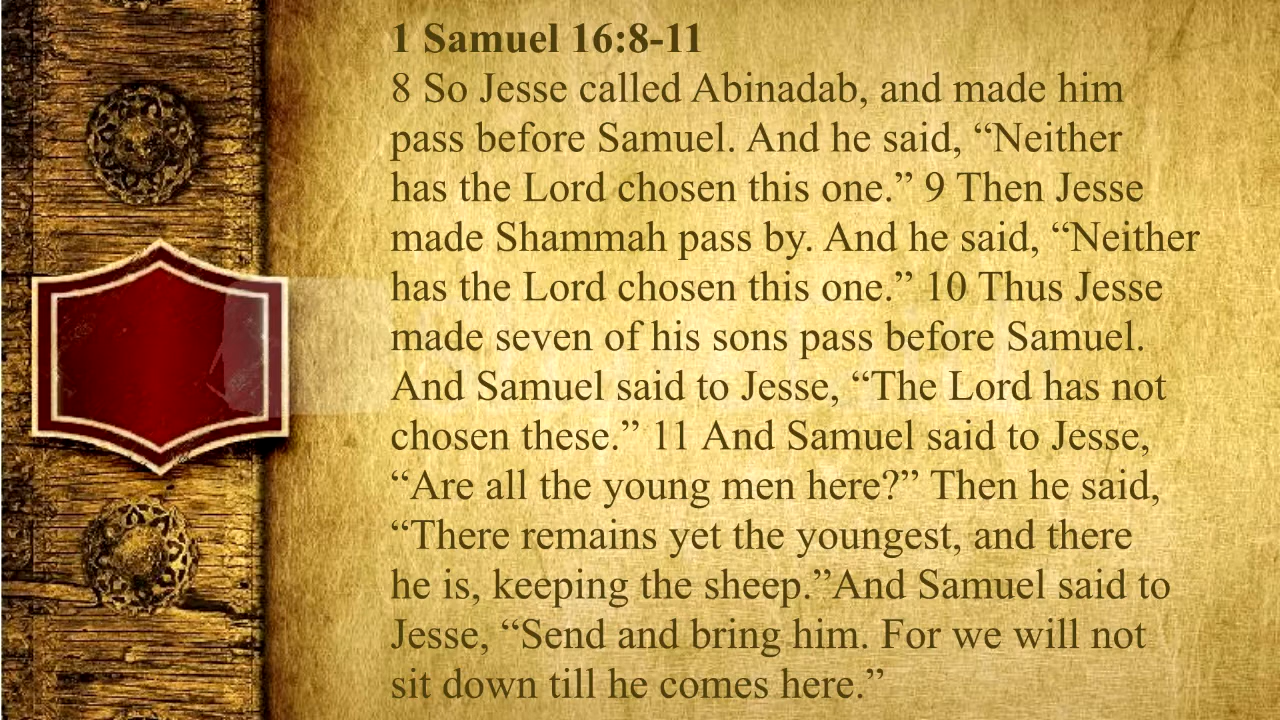 1 Samuel 16:8-11
8 So Jesse called Abinadab, and made him
pass before Samuel. And he said, “Neither
has the Lord chosen this one.” 9 Then Jesse
made Shammah pass by. And he said, “Neither
has the Lord chosen this one.” 10 Thus Jesse
made seven of his sons pass before Samuel.
And Samuel said to Jesse, “The Lord has not
chosen these.” 11 And Samuel said to Jesse,
“Are all the young men here?” Then he said,
“There remains yet the youngest, and there
he is, keeping the sheep.”And Samuel said to
Jesse, “Send and bring him. For we will not
sit down till he comes here.”